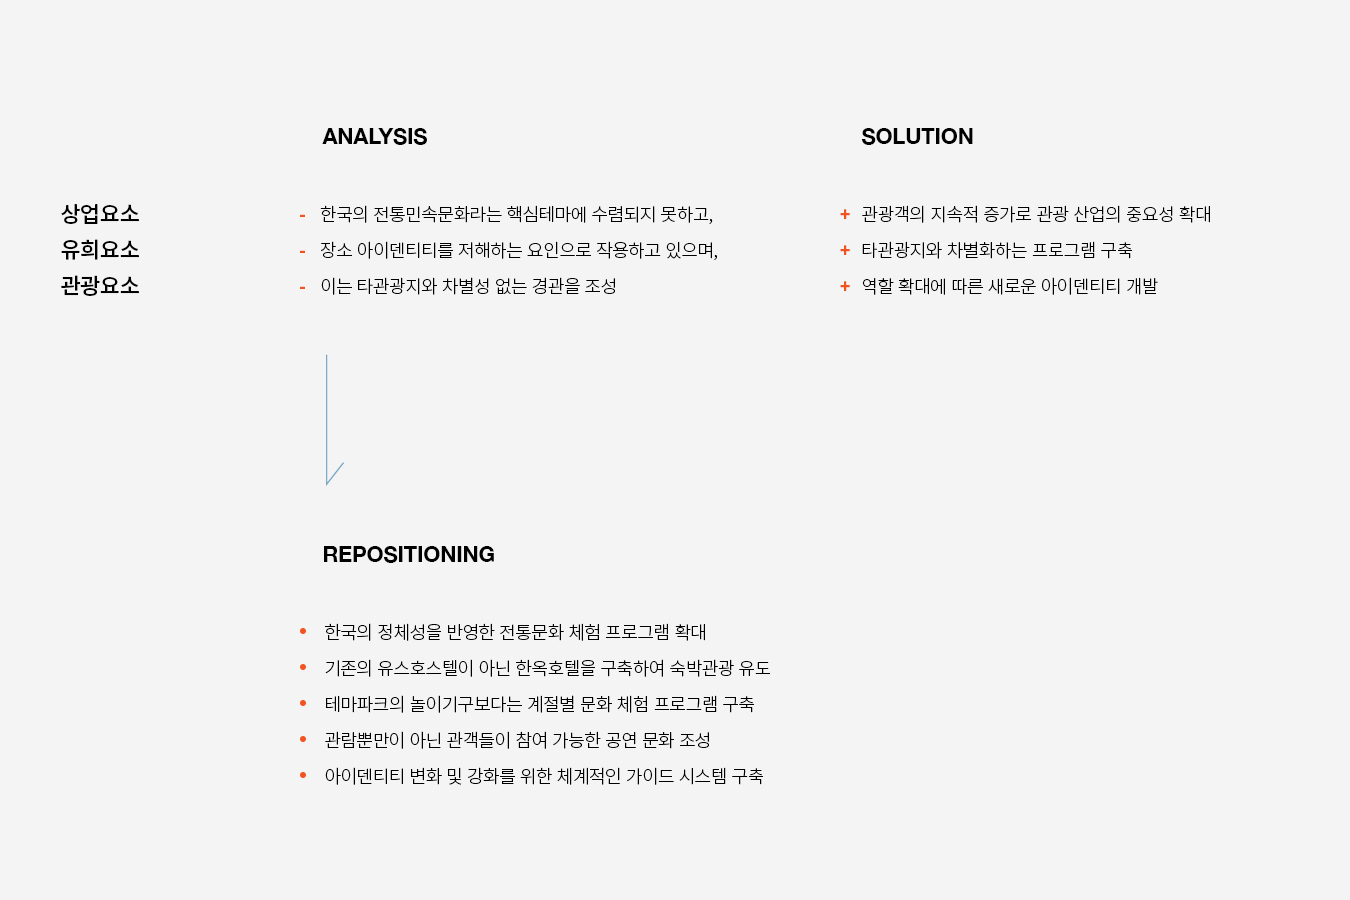 ANALYSIS
SOLUTION
상업요소
유희요소
관광요소
- 한국의 전통민속문화라는 핵심테마에 수렴되지 못하고,
- 장소 아이덴티티를 저해하는 요인으로 작용하고 있으며,
- 이는 타관광지와 차별성 없는 경관을 조성
+ 관광객의 지속적 증가로 관광 산업의 중요성 확대
+ 타관광지와 차별화하는 프로그램 구축
+ 역할 확대에 따른 새로운 아이덴티티 개발
REPOSITIONING
• 한국의 정체성을 반영한 전통문화 체험 프로그램 확대
• 기존의 유스호스텔이 아닌 한옥호텔을 구축하여 숙박관광 유도
• 테마파크의 놀이기구보다는 계절별 문화 체험 프로그램 구축
• 관람뿐만이 아닌 관객들이 참여 가능한 공연 문화 조성
• 아이덴티티 변화 및 강화를 위한 체계적인 가이드 시스템 구축